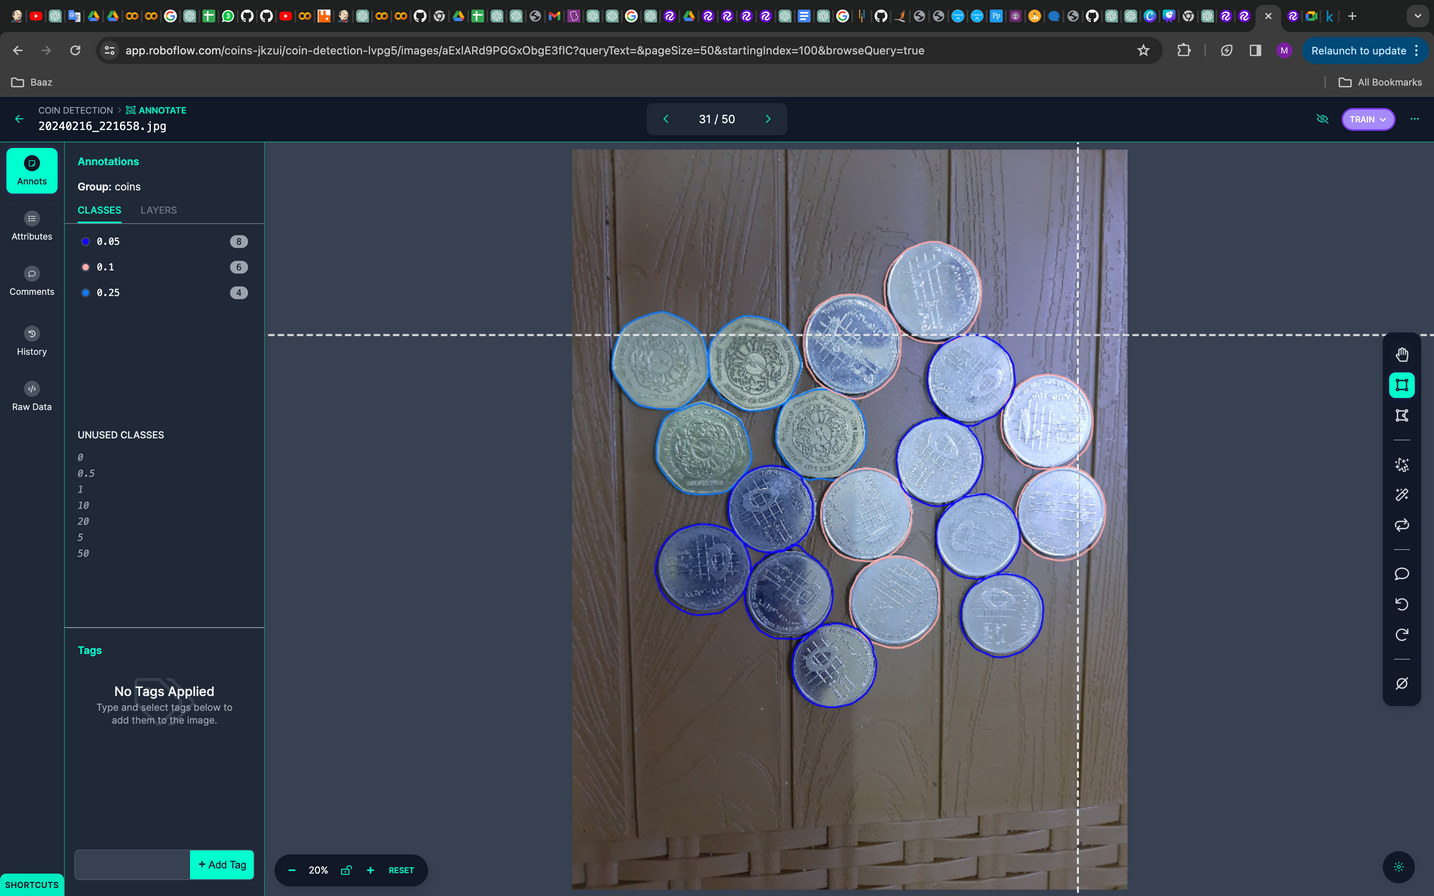 app.roboflow.com/coins-jkzui/coin-detection-lvpg5/images/aExIARd9PGGxObgE3flC?queryText=&pageSize=50&startingIndex=100&browseQuery=true
M
Relaunch to update
Baaz
All Bookmarks
COIN DETECTION > ANNOTATE
20240216_221658.jpg
31 / 50
TRAIN
Annots
Attributes
Comments
History
Raw Data
Annotations
Group: coins
CLASSES LAYERS
0.05 8
0.1 6
0.25 4
UNUSED CLASSES
0
0.5
1
10
20
5
50
Tags
No Tags Applied
Type and select tags below to
add them to the image.
+ Add Tag
SHORTCUTS
− 20% + RESET